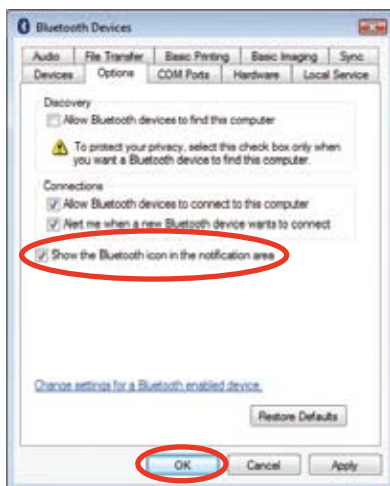 Bluetooth Devices
Audio File Transfer Basic Printing Basic Imaging Sync
Devices Options COM Ports Hardware Local Service
Discovery
Allow Bluetooth devices to find this computer
To protect your privacy, select this check box only when
you want a Bluetooth device to find this computer.
Connections
Allow Bluetooth devices to connect to this computer
Alert me when a new Bluetooth device wants to connect
Show the Bluetooth icon in the notification area
Change settings for a Bluetooth enabled device.
Restore Defaults
OK Cancel Apply